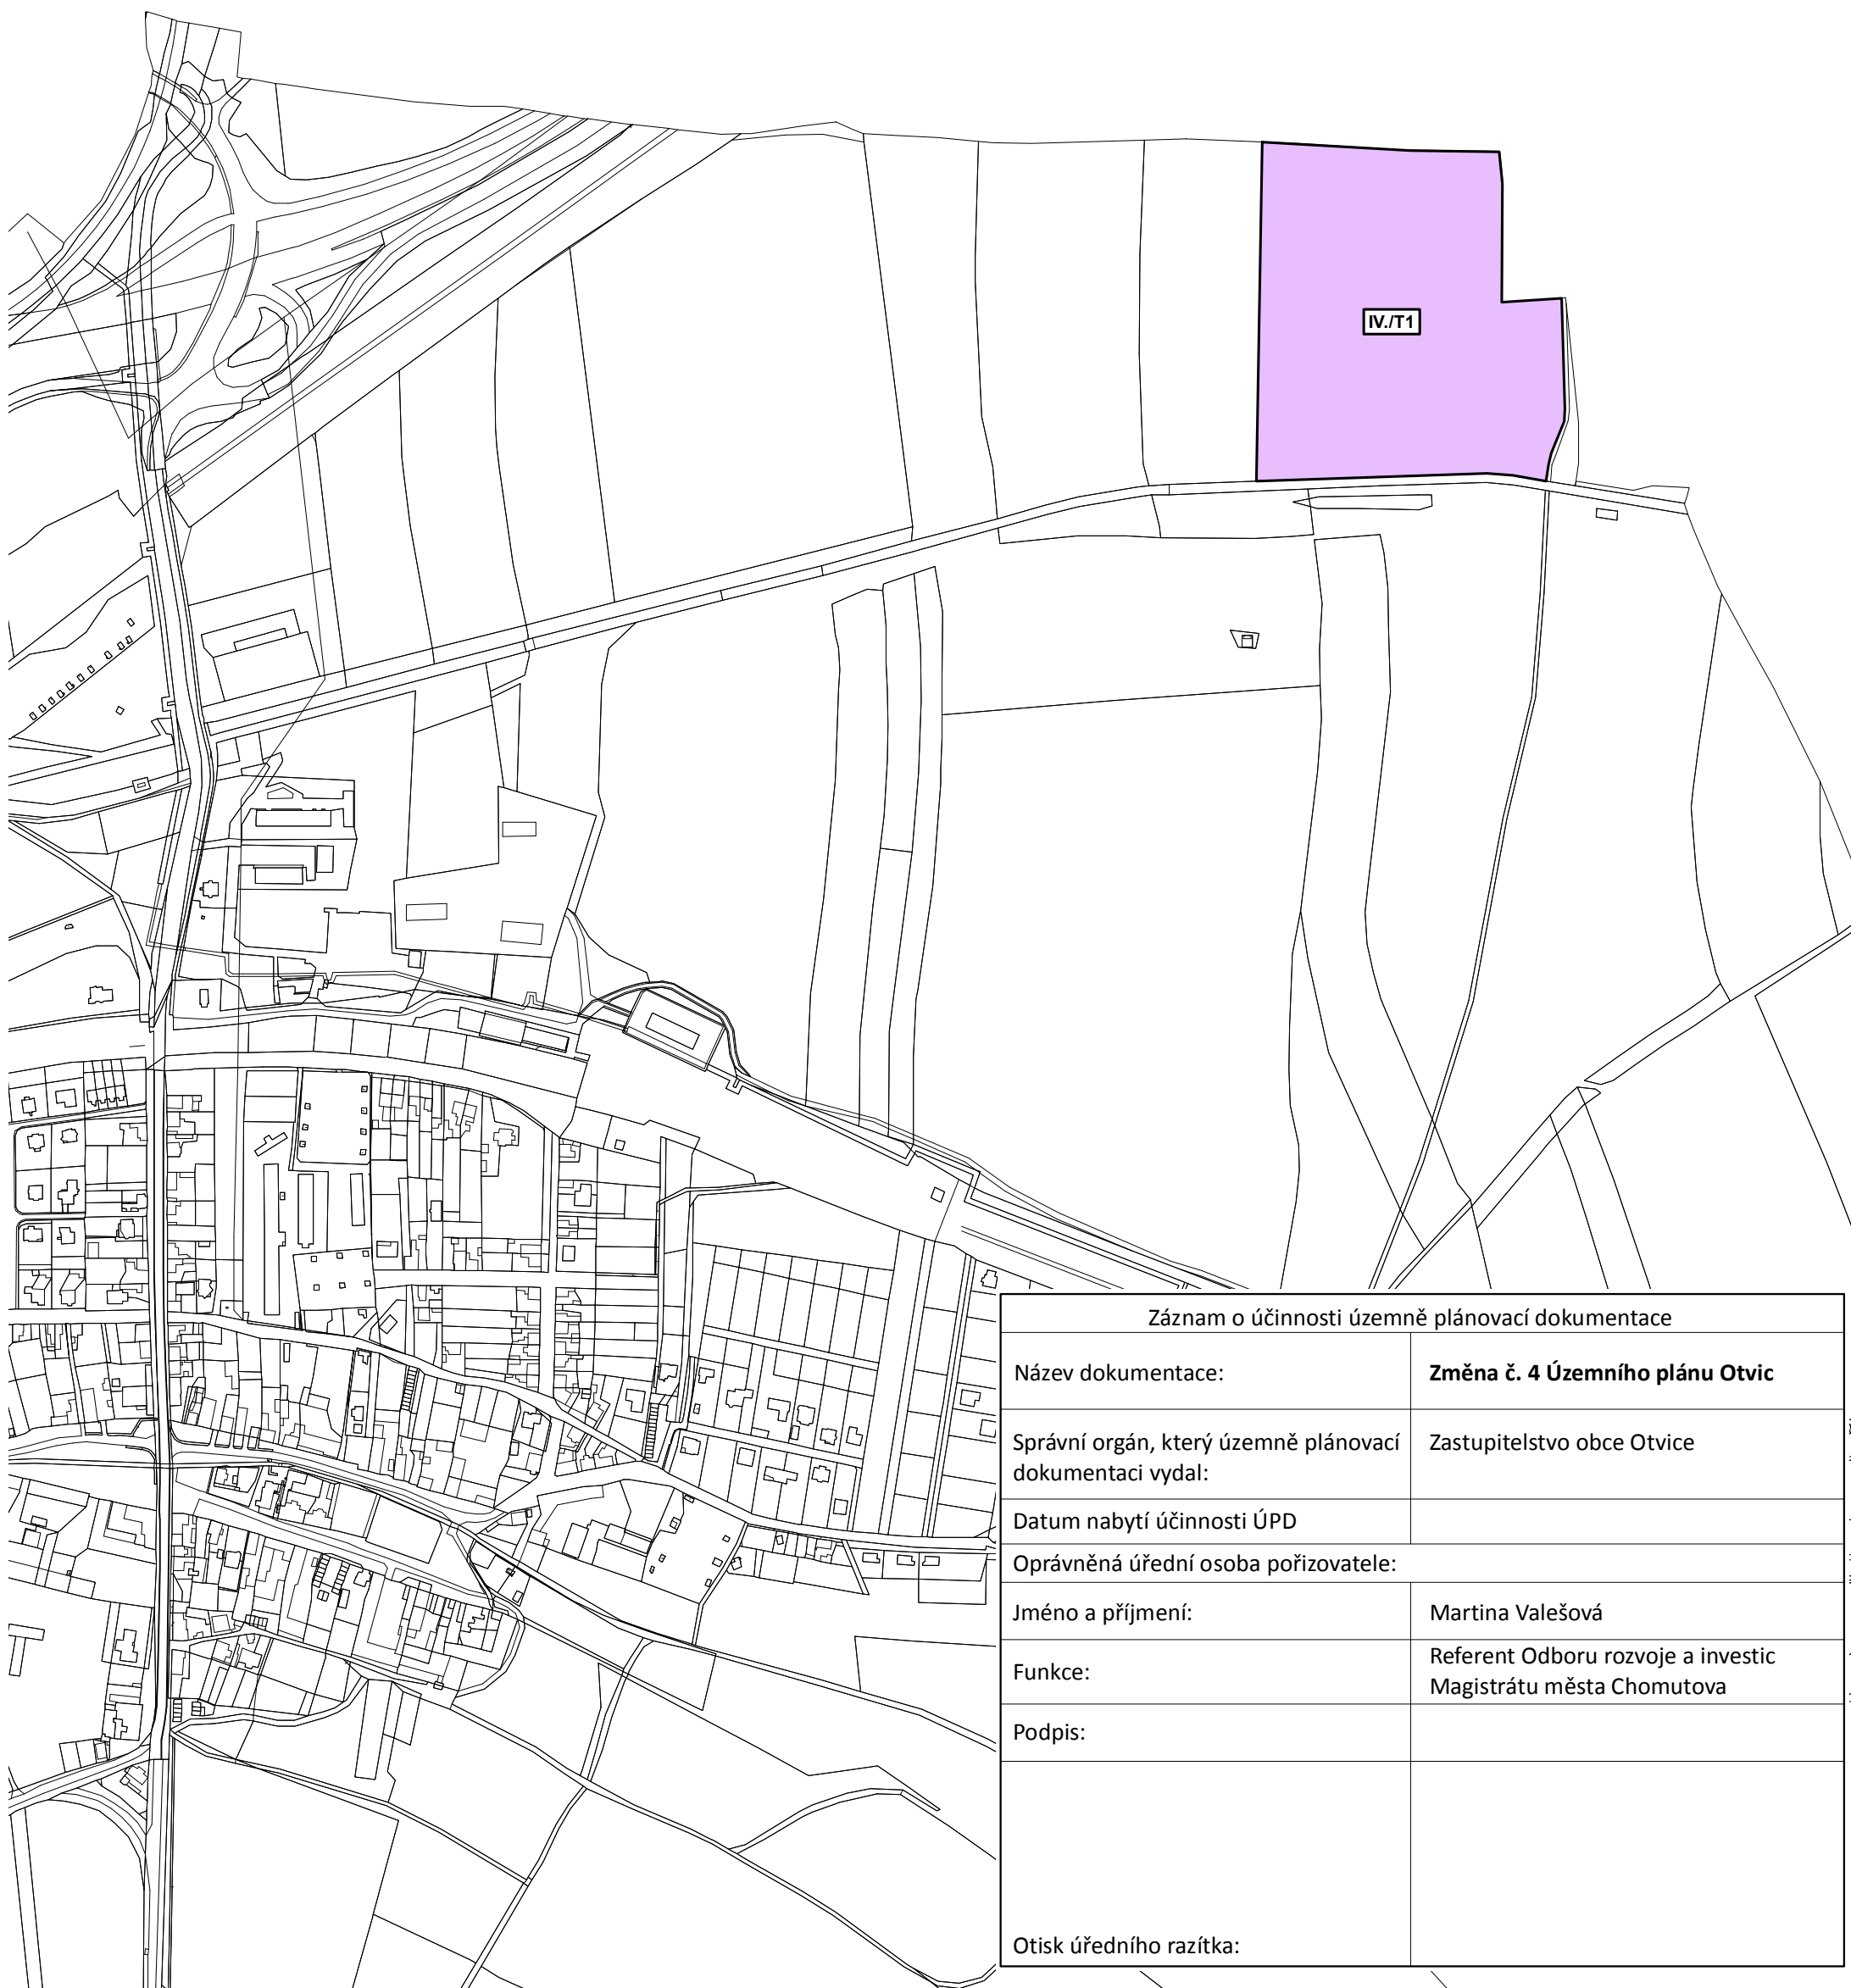 IV./T1
Záznam o účinnosti územně plánovací dokumentace
Název dokumentace:
Změna č. 4 Územního plánu Otvic
Správní orgán, který územně plánovací
dokumentaci vydal:
Zastupitelstvo obce Otvice
Datum nabytí účinnosti ÚPD
Oprávněná úřední osoba pořizovatele:
Jméno a příjmení:
Martina Valešová
Funkce:
Referent Odboru rozvoje a investic
Magistrátu města Chomutova
Podpis:
Otisk úředního razítka: